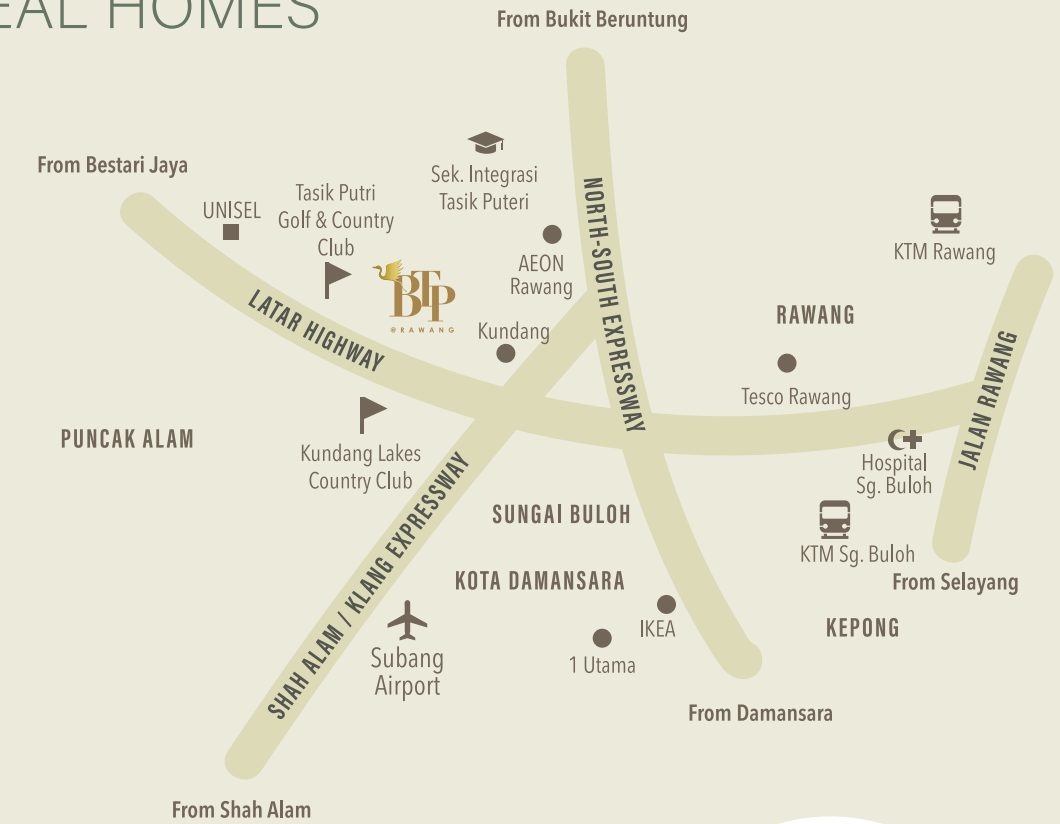 EAL HOMES
From Bukit Beruntung
From Bestari Jaya
UNISEL
Tasik Putri
Golf & Country
Club
Sek. Integrasi
Tasik Puteri
AEON
Rawang
BTP
@RAWANG
Kundang
NORTH-SOUTH EXPRESSWAY
KTM Rawang
RAWANG
Tesco Rawang
LATAR HIGHWAY
JALAN RAWANG
PUNCAK ALAM
Kundang Lakes
Country Club
Hospital
Sg. Buloh
SUNGAI BULOH
KTM Sg. Buloh
From Selayang
KOTA DAMANSARA
SHAH ALAM / KLANG EXPRESSWAY
IKEA
KEPONG
1 Utama
Subang
Airport
From Damansara
From Shah Alam